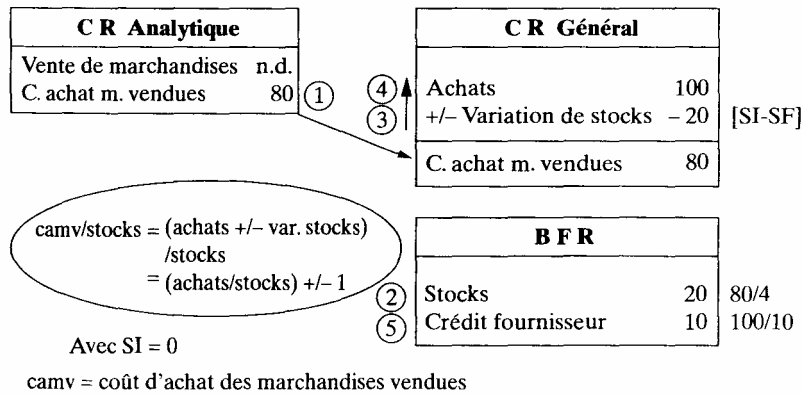 C R Analytique
Vente de marchandises n.d.
C. achat m. vendues 80 ①
C R Général
④ Achats 100
③ +/– Variation de stocks – 20 [SI-SF]
C. achat m. vendues 80
camv/stocks = (achats +/– var. stocks)
/stocks
= (achats/stocks) +/– 1
Avec SI = 0
B F R
② Stocks 20 80/4
⑤ Crédit fournisseur 10 100/10
camv = coût d'achat des marchandises vendues